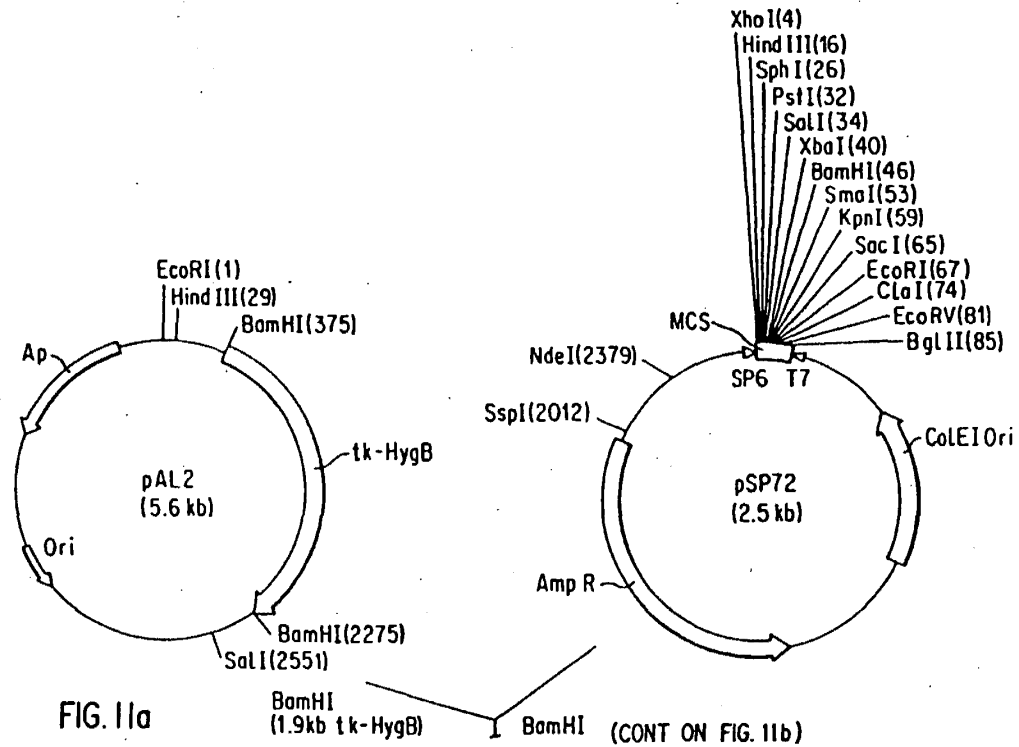 XhoI(4)
HindIII(16)
SphI(26)
PstI(32)
SalI(34)
XbaI(40)
BamHI(46)
SmaI(53)
KpnI(59)
SacI(65)
EcoRI(67)
ClaI(74)
EcoRV(81)
BglII(85)
MCS
NdeI(2379)
SP6 T7
SspI(2012)
ColEI Ori
pSP72
(2.5 kb)
Amp R
EcoRI(1)
HindIII(29)
BamHI(375)
Ap
tk-HygB
pAL2
(5.6 kb)
Ori
BamHI(2275)
SalI(2551)
FIG. 11a
BamHI
(1.9kb tk-HygB)
BamHI
(CONT ON FIG. 11b)